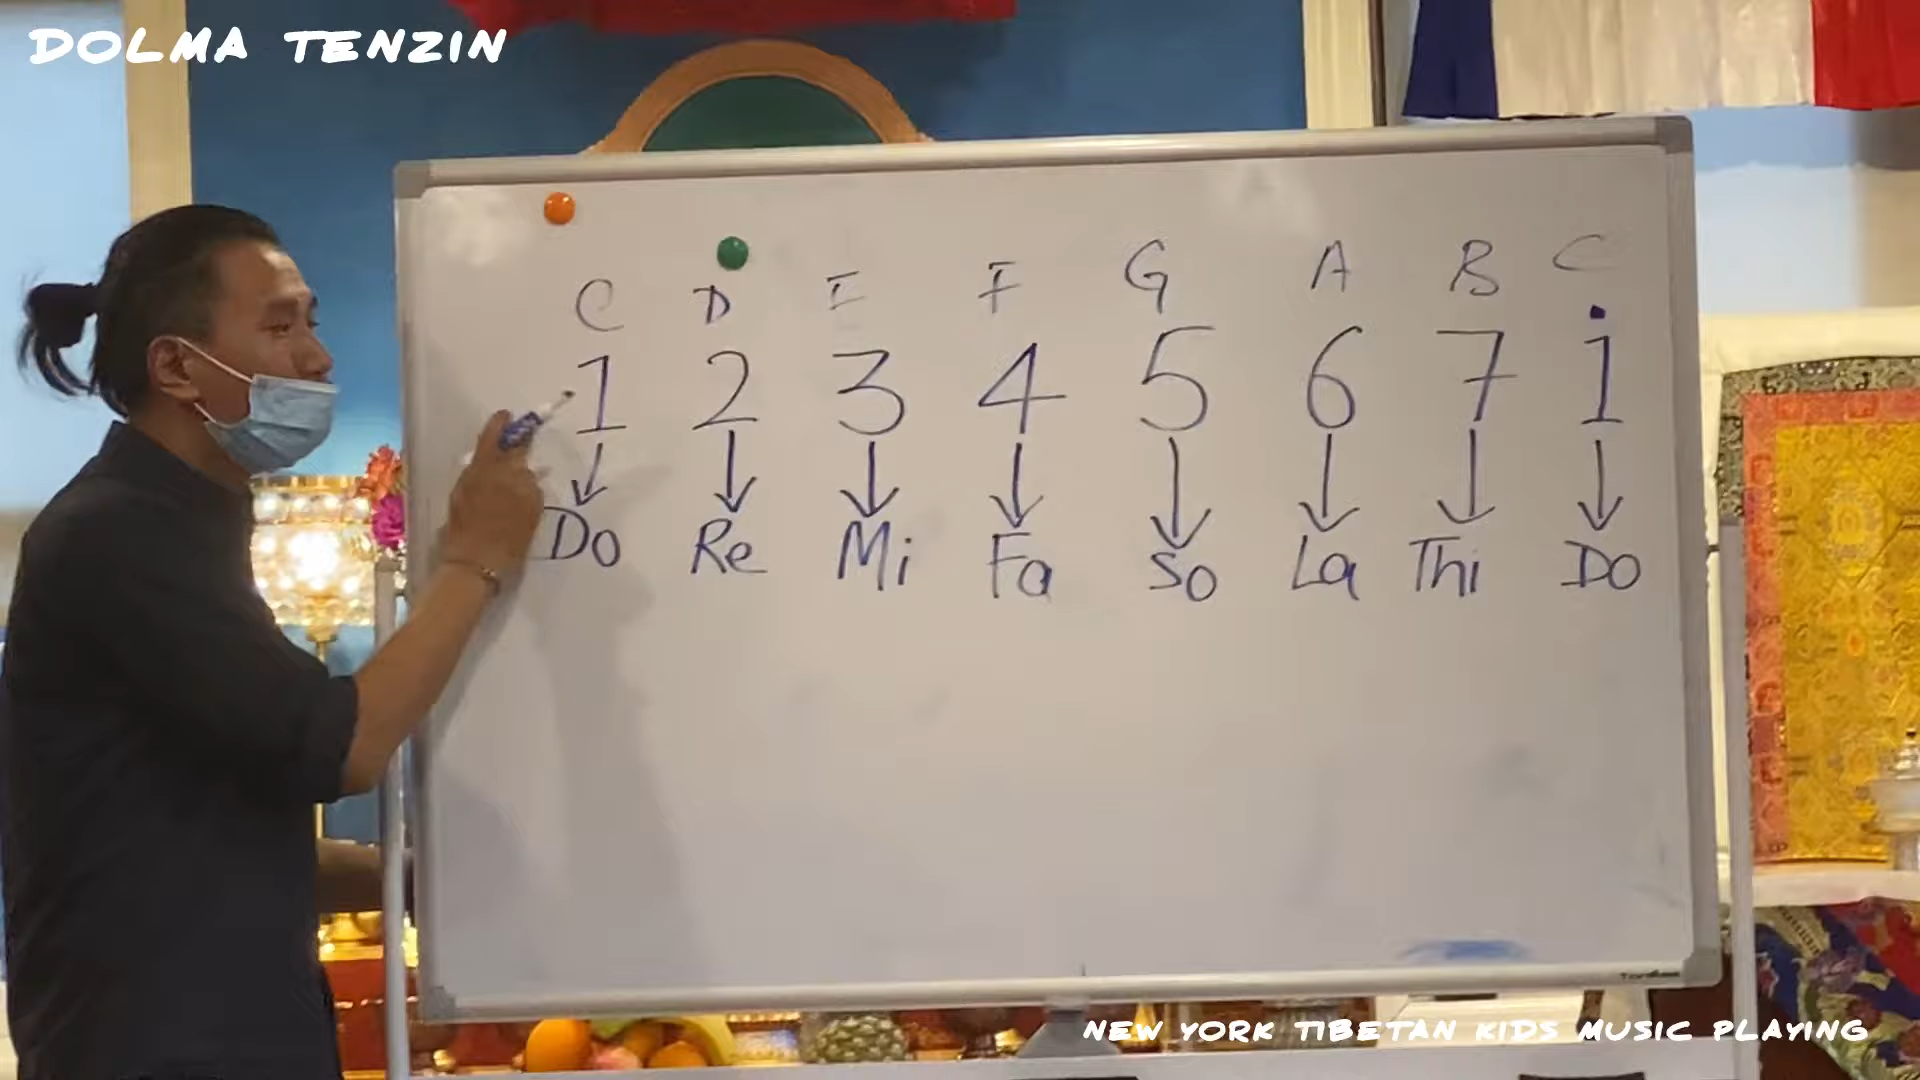 DOLMA TENZIN
C D E F G A B C
1 2 3 4 5 6 7 i
Do Re Mi Fa So La Thi Do
NEW YORK TIBETAN KIDS MUSIC PLAYING